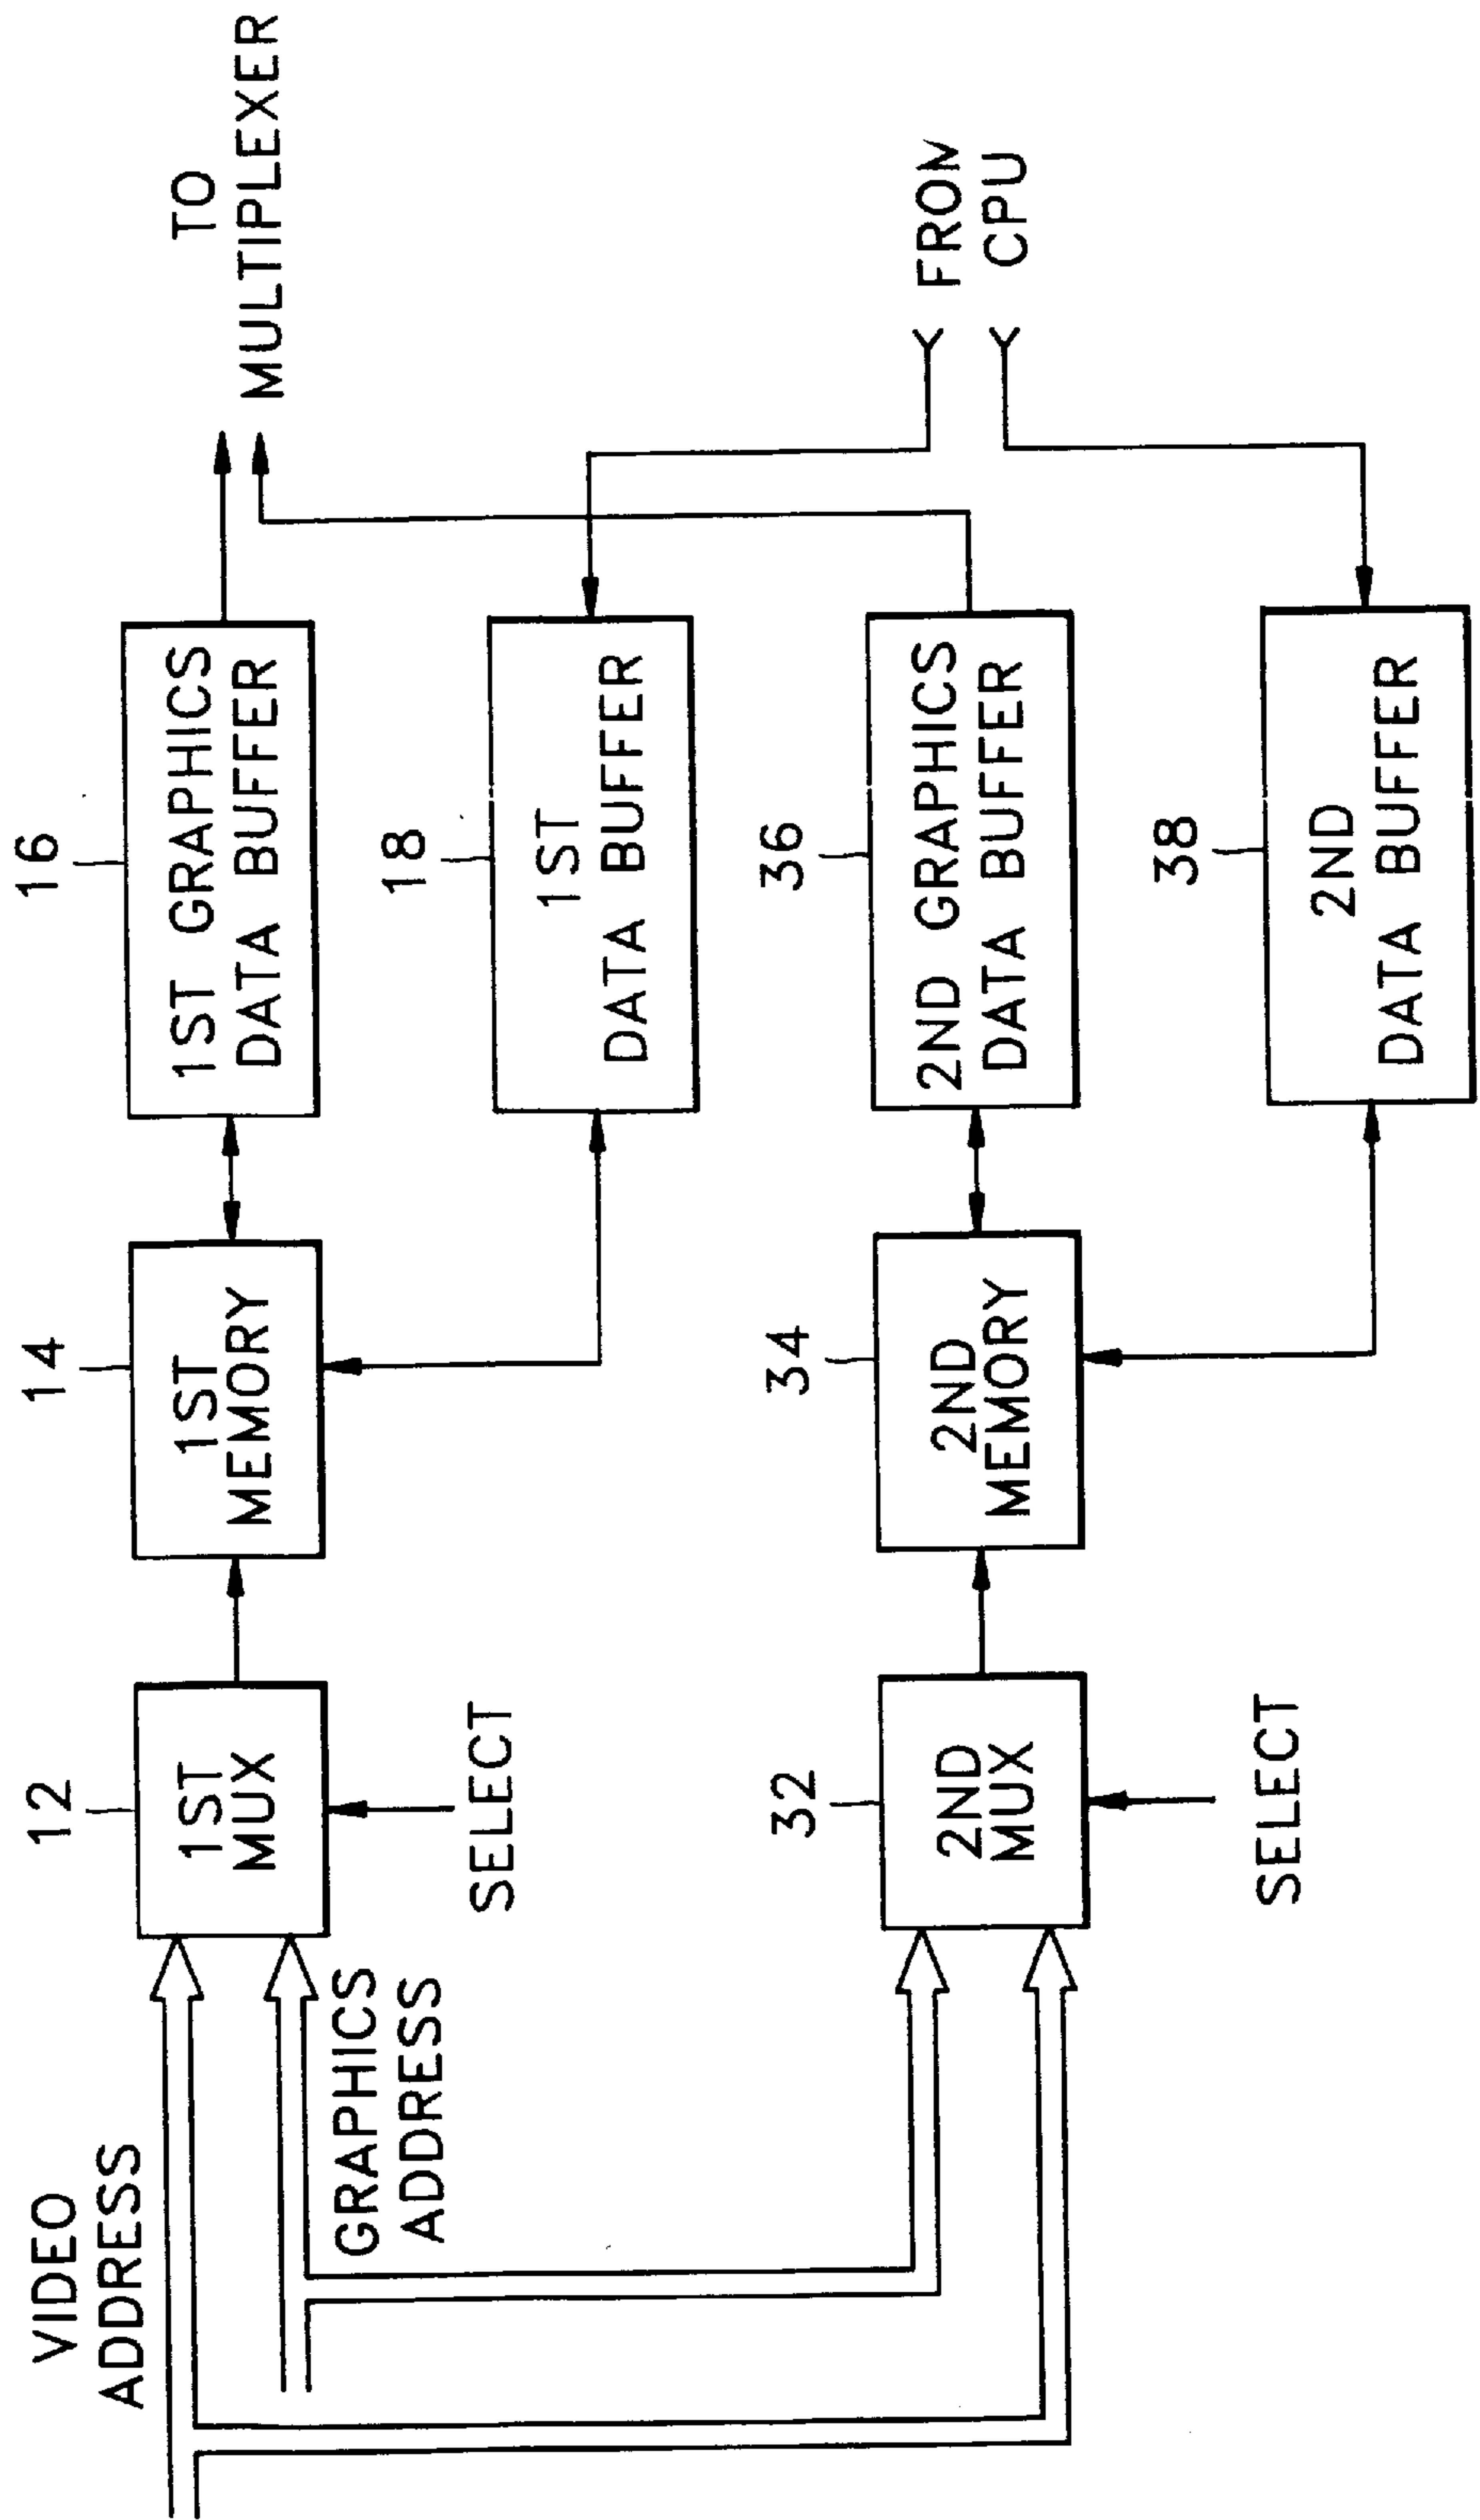 VIDEO
ADDRESS
GRAPHICS
ADDRESS
12
1ST
MUX
SELECT
14
1ST
MEMORY
16
1ST GRAPHICS
DATA BUFFER
TO
MULTIPLEXER
18
1ST
DATA BUFFER
32
2ND
MUX
SELECT
34
2ND
MEMORY
36
2ND GRAPHICS
DATA BUFFER
FRON
CPU
38
2ND
DATA BUFFER